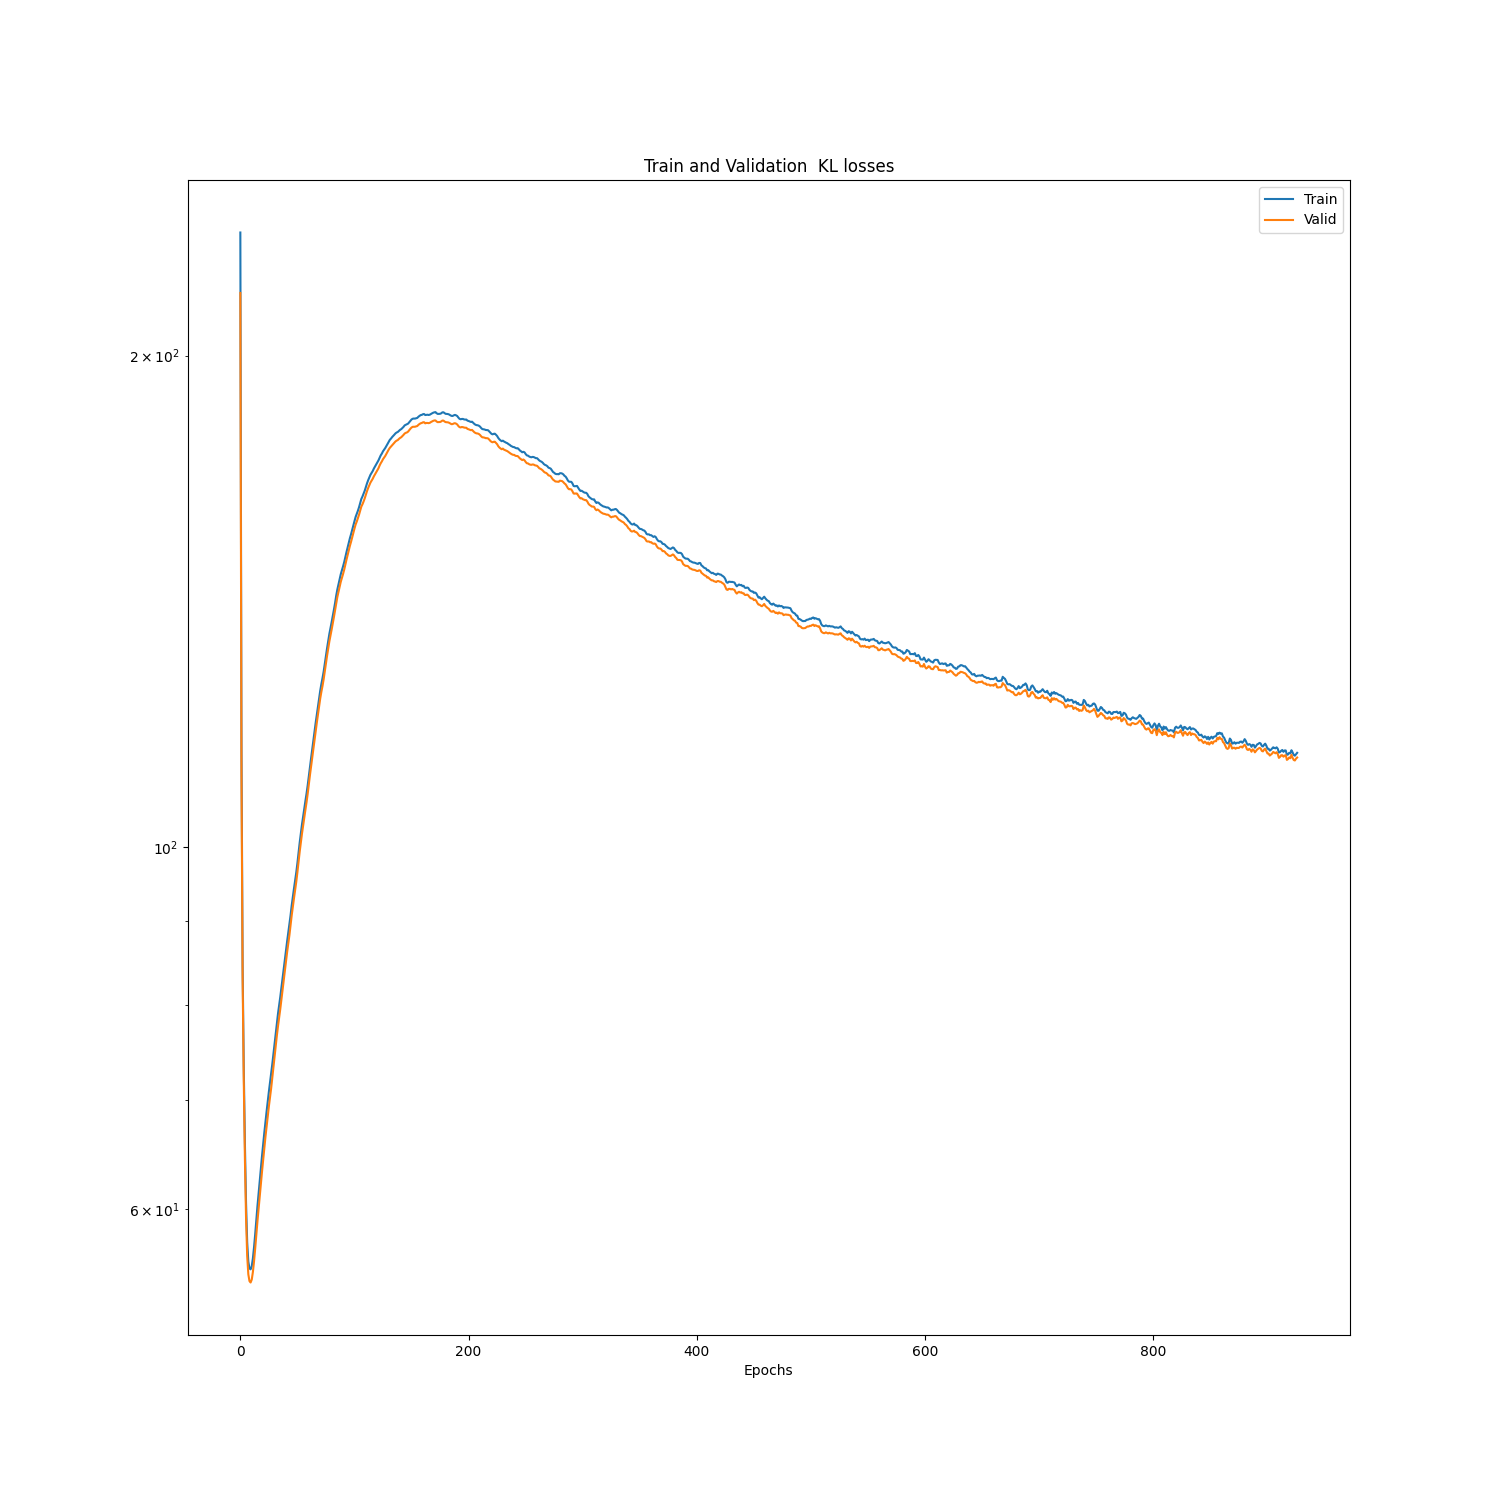 Train and Validation  KL losses
Train
Valid
2 × 10²
10²
6 × 10¹
0 200 400 600 800
Epochs